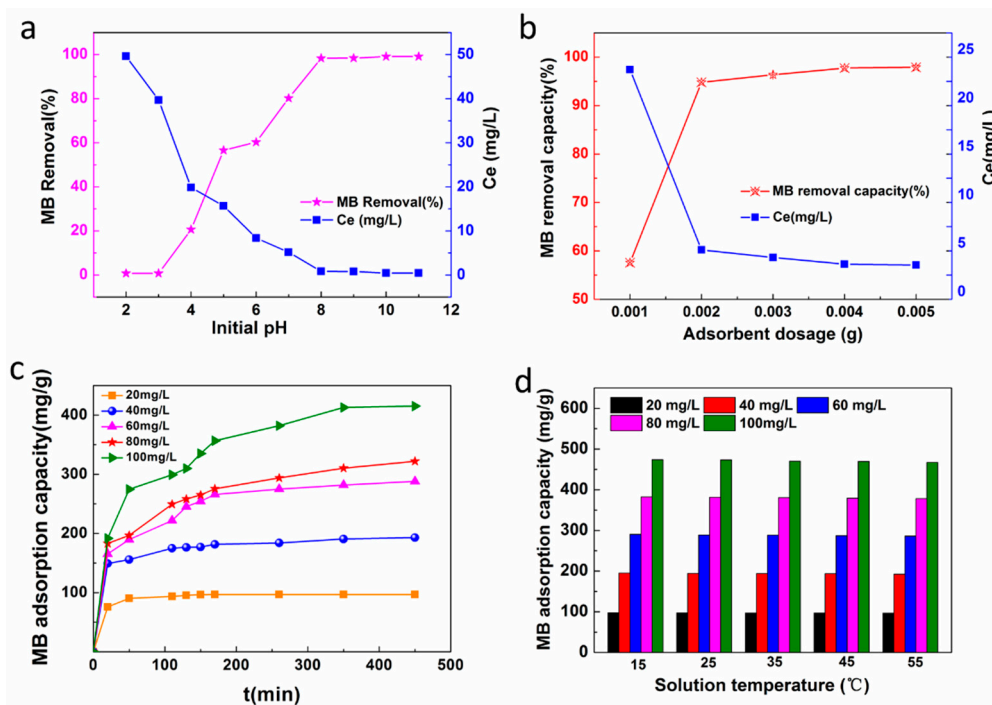 a
MB Removal(%)
100
80
60
40
20
0
50
40
30
20
10
0
Ce (mg/L)
MB Removal(%)
Ce (mg/L)
2 4 6 8 10 12
Initial pH
b
MB removal capacity(%)
100
90
80
70
60
50
25
20
15
10
5
0
Ce(mg/L)
MB removal capacity(%)
Ce(mg/L)
0.001 0.002 0.003 0.004 0.005
Adsorbent dosage (g)
c
MB adsorption capacity(mg/g)
400
300
200
100
20mg/L
40mg/L
60mg/L
80mg/L
100mg/L
0 100 200 300 400 500
t(min)
d
MB adsorption capacity (mg/g)
600
500
400
300
200
100
0
20 mg/L 40 mg/L 60 mg/L
80 mg/L 100mg/L
15 25 35 45 55
Solution temperature (℃)